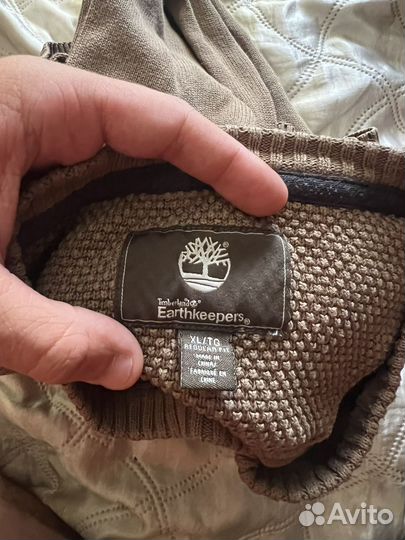 Timberland®
Earthkeepers®
XL/TG
REGULAR FIT
MADE IN
CHINA/
FABRIQUÉ EN
CHINE
Avito